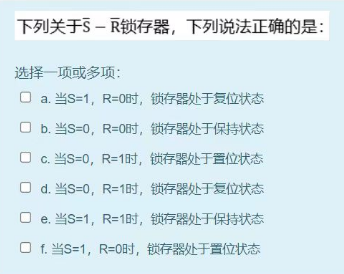 下列关于S̅ − R̅锁存器，下列说法正确的是：
选择一项或多项：
a. 当S=1，R=0时，锁存器处于复位状态
b. 当S=0，R=0时，锁存器处于保持状态
c. 当S=0，R=1时，锁存器处于置位状态
d. 当S=0，R=1时，锁存器处于复位状态
e. 当S=1，R=1时，锁存器处于保持状态
f. 当S=1，R=0时，锁存器处于置位状态